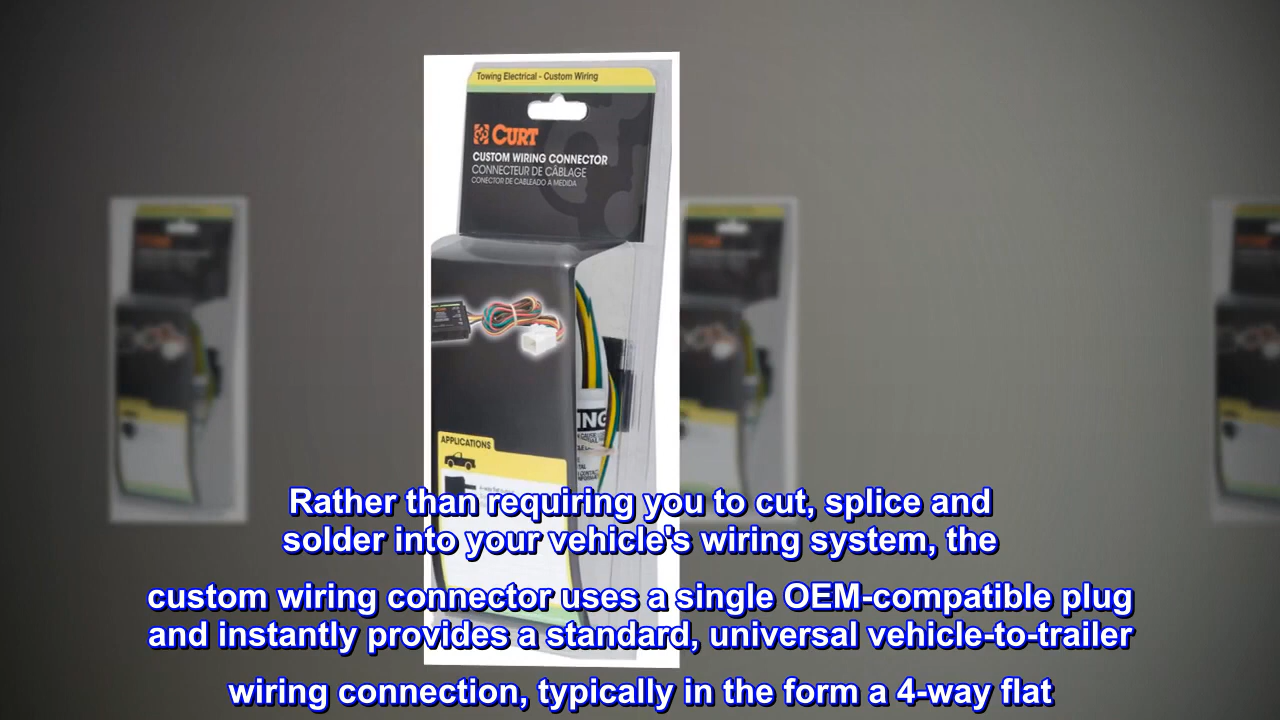 Towing Electrical - Custom Wiring
CURT
CUSTOM WIRING CONNECTOR
CONNECTEUR DE CÂBLAGE
CONECTOR DE CABLEADO A MEDIDA
ING
APPLICATIONS
Rather than requiring you to cut, splice and
solder into your vehicle's wiring system, the
custom wiring connector uses a single OEM-compatible plug
and instantly provides a standard, universal vehicle-to-trailer
wiring connection, typically in the form a 4-way flat